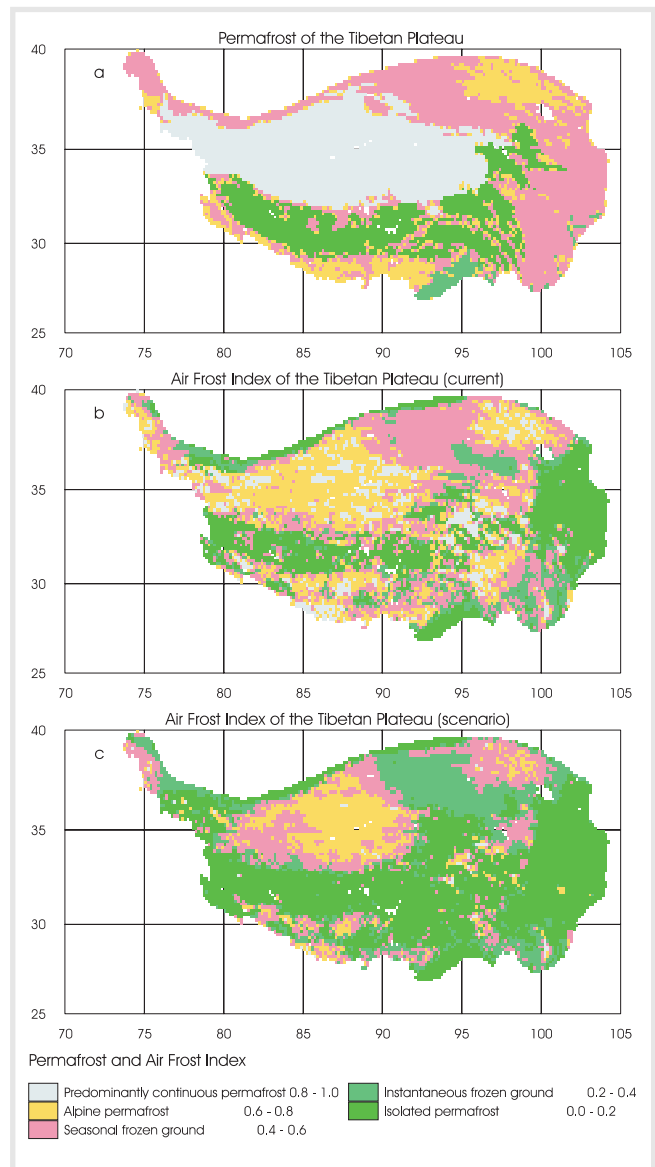 Permafrost of the Tibetan Plateau
40
a
35
30
25
70 75 80 85 90 95 100 105
Air Frost Index of the Tibetan Plateau (current)
40
b
35
30
25
70 75 80 85 90 95 100 105
Air Frost Index of the Tibetan Plateau (scenario)
40
c
35
30
25
70 75 80 85 90 95 100 105
Permafrost and Air Frost Index
Predominantly continuous permafrost 0.8 - 1.0 Instantaneous frozen ground 0.2 - 0.4
Alpine permafrost 0.6 - 0.8 Isolated permafrost 0.0 - 0.2
Seasonal frozen ground 0.4 - 0.6